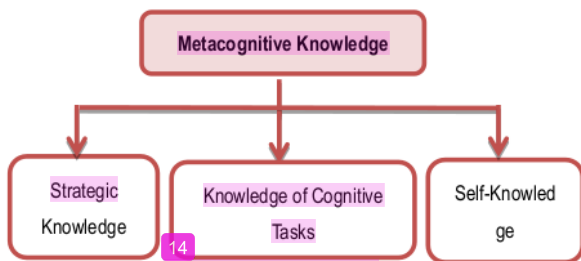 Metacognitive Knowledge
Strategic
Knowledge
Knowledge of Cognitive
Tasks
Self-Knowled
ge
14